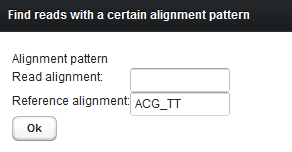 Find reads with a certain alignment pattern
Alignment pattern
Read alignment:
Reference alignment: ACG_TT
Ok